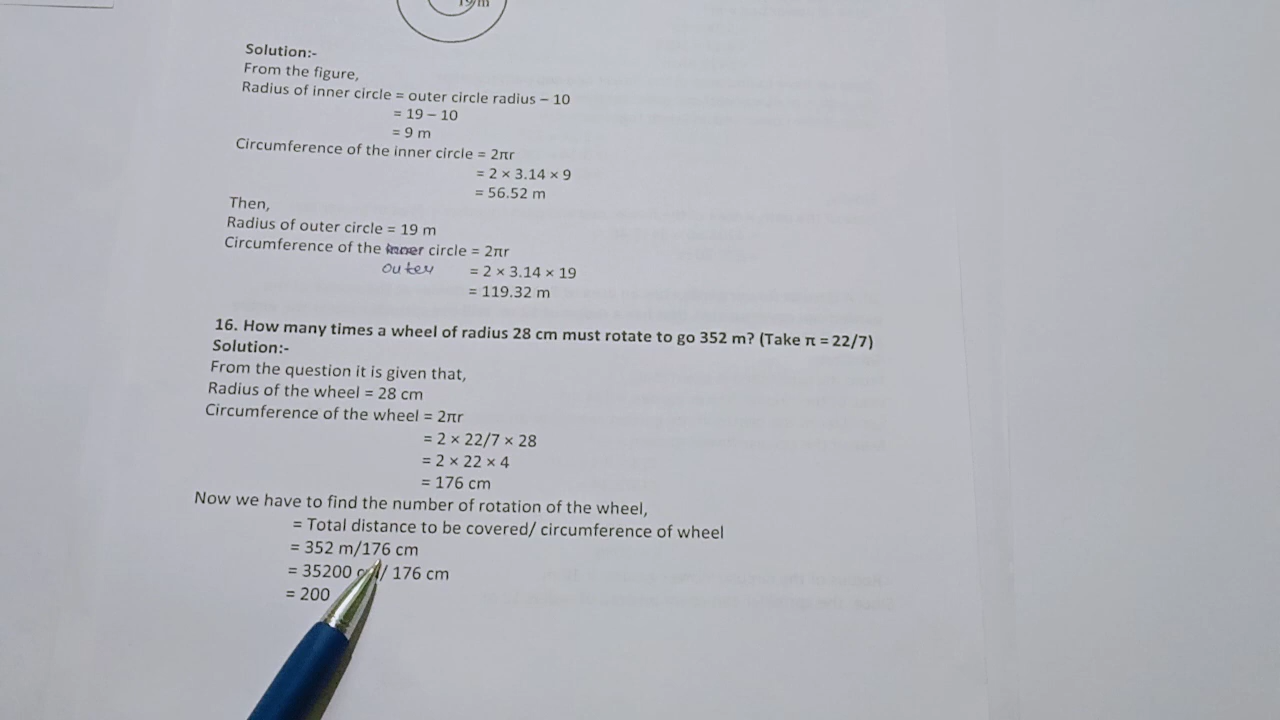 19m
Solution:-
From the figure,
Radius of inner circle = outer circle radius – 10
= 19 – 10
= 9 m
Circumference of the inner circle = 2πr
= 2 × 3.14 × 9
= 56.52 m
Then,
Radius of outer circle = 19 m
Circumference of the inner circle = 2πr
outer = 2 × 3.14 × 19
= 119.32 m
16. How many times a wheel of radius 28 cm must rotate to go 352 m? (Take π = 22/7)
Solution:-
From the question it is given that,
Radius of the wheel = 28 cm
Circumference of the wheel = 2πr
= 2 × 22/7 × 28
= 2 × 22 × 4
= 176 cm
Now we have to find the number of rotation of the wheel,
= Total distance to be covered/ circumference of wheel
= 352 m/176 cm
= 35200 / 176 cm
= 200